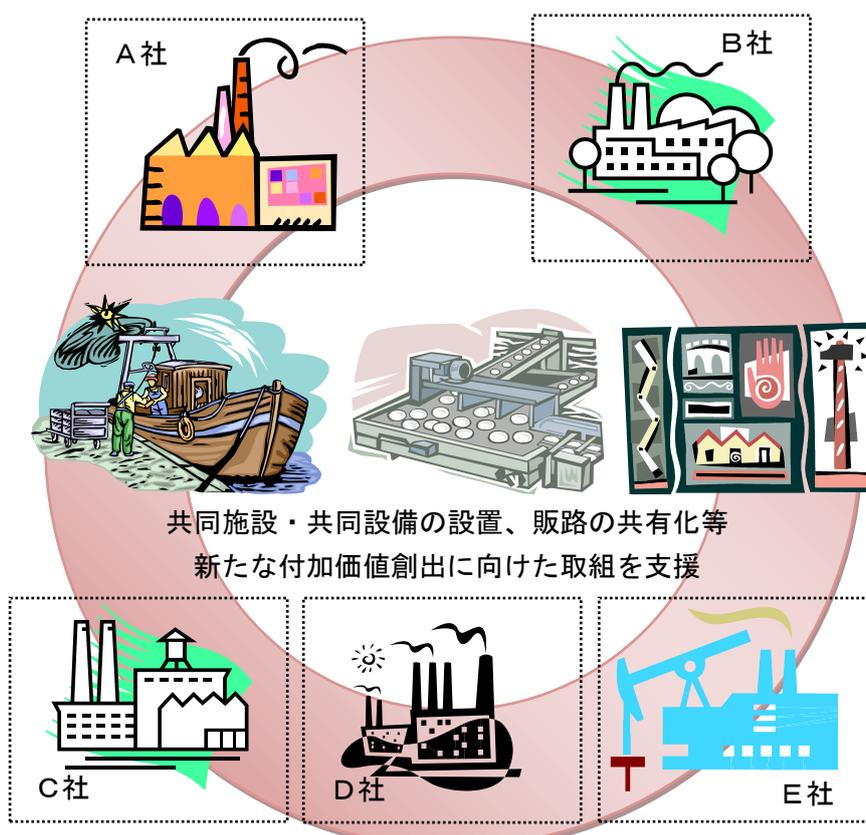 A社
B社
共同施設・共同設備の設置、販路の共有化等
新たな付加価値創出に向けた取組を支援
C社
D社
E社